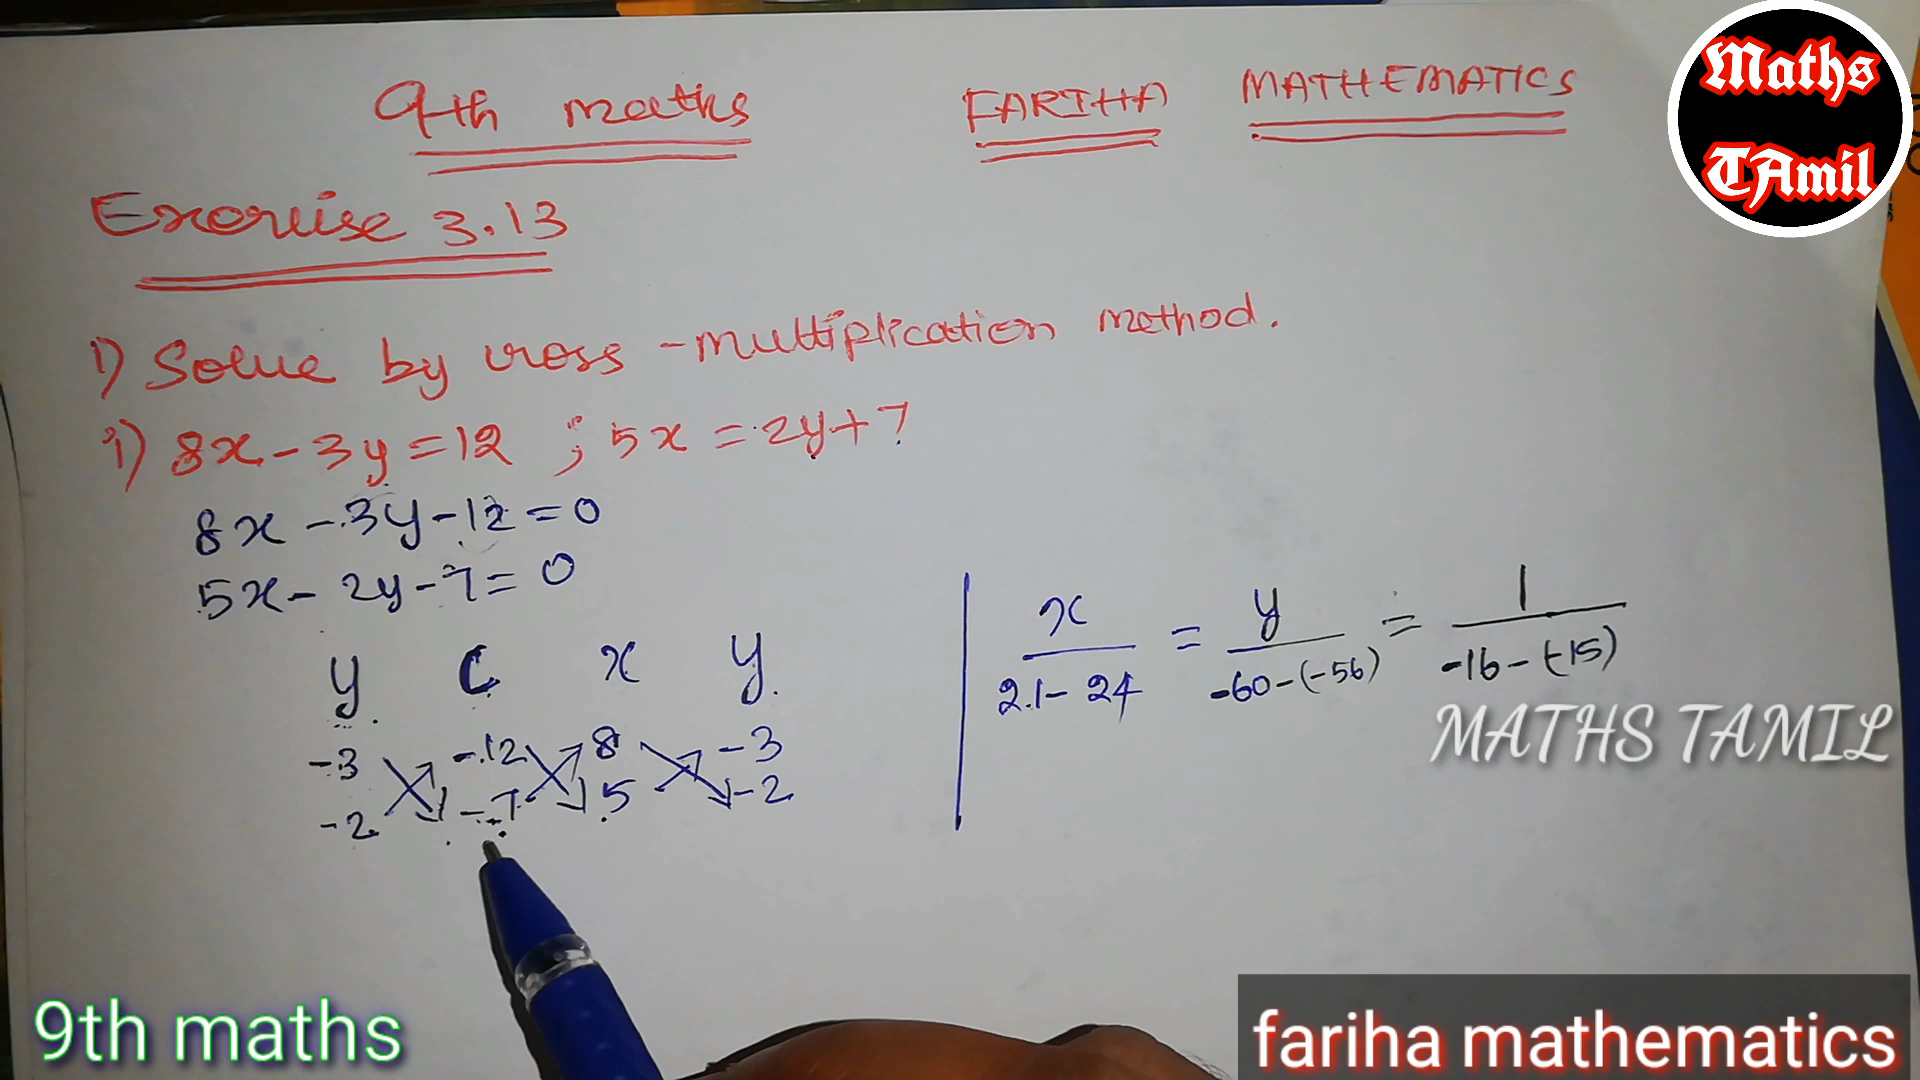 Maths
TAmil
9th maths FARIHA MATHEMATICS
Exercise 3.13
1) Solve by cross-multiplication method.
i) 8x - 3y = 12 ; 5x = 2y + 7
8x - 3y - 12 = 0
5x - 2y - 7 = 0
y c x y
-3 -12 8 -3
-2 -7 5 -2
x = y = 1
21 - 24 -60 - (-56) -16 - (-15)
MATHS TAMIL
9th maths
fariha mathematics